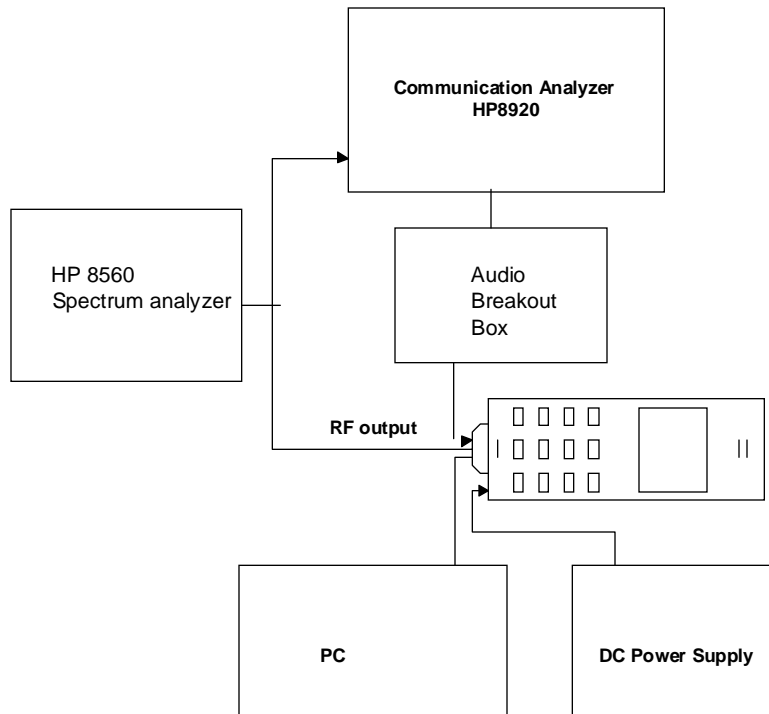 Communication Analyzer
HP8920
HP 8560
Spectrum analyzer
Audio
Breakout
Box
RF output
PC
DC Power Supply